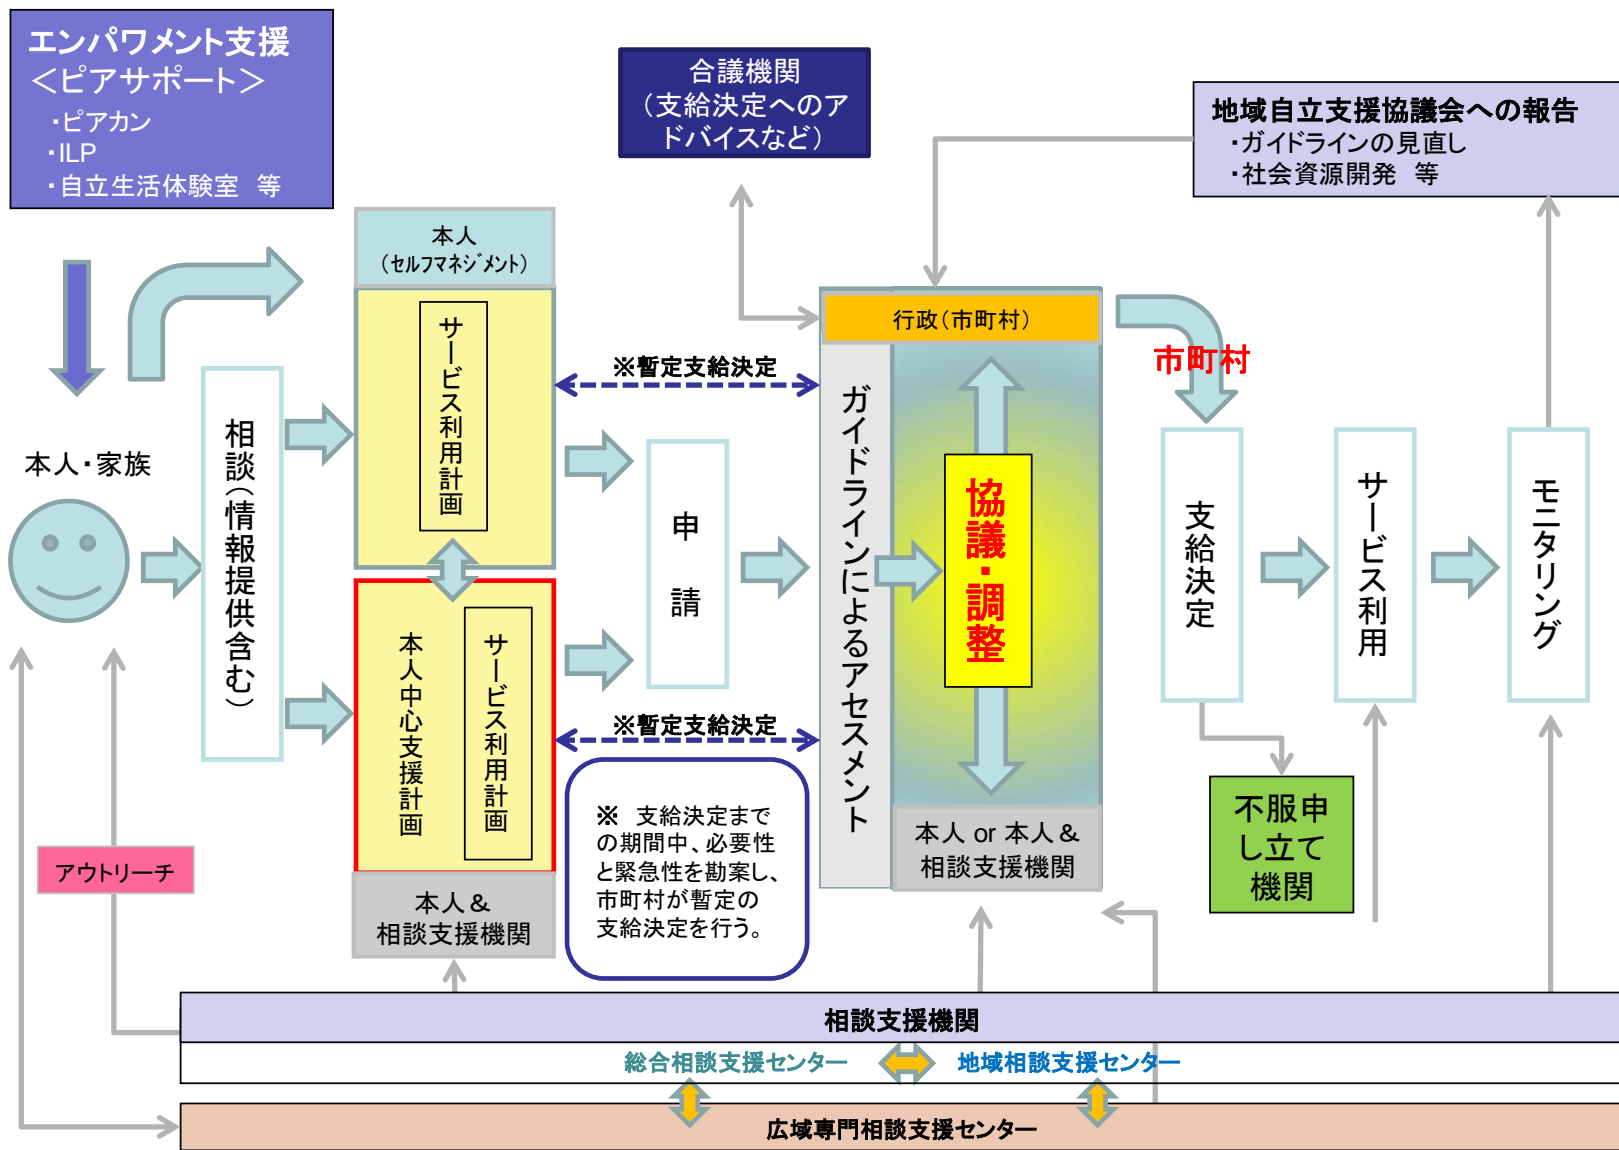 エンパワメント支援
＜ピアサポート＞
・ピアカン
・ILP
・自立生活体験室　等
合議機関
（支給決定へのア
ドバイスなど）
地域自立支援協議会への報告
・ガイドラインの見直し
・社会資源開発　等
本人
（セルフマネジメント）
サービス利用計画
行政（市町村）
市町村
※暫定支給決定
本人・家族
相談（情報提供含む）
申請
ガイドラインによるアセスメント
協議・調整
支給決定
サービス利用
モニタリング
本人中心支援計画
サービス利用計画
※暫定支給決定
※　支給決定まで
の期間中、必要性
と緊急性を勘案し、
市町村が暫定の
支給決定を行う。
本人 or 本人＆
相談支援機関
不服申
し立て
機関
アウトリーチ
本人＆
相談支援機関
相談支援機関
総合相談支援センター
地域相談支援センター
広域専門相談支援センター